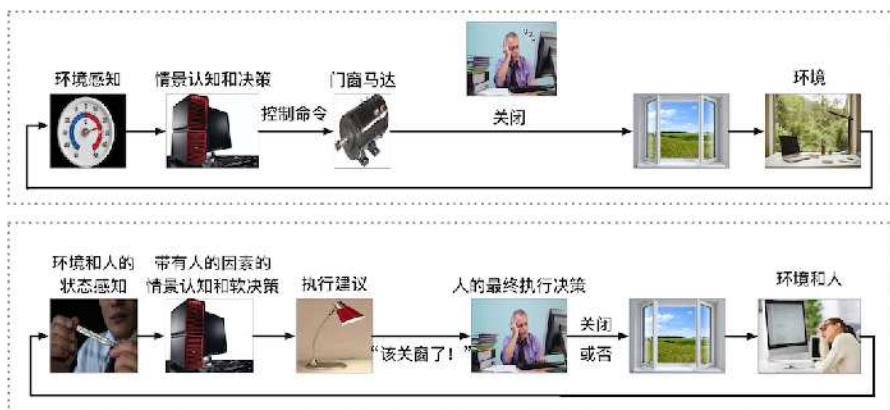 环境感知
情景认知和决策
控制命令
门窗马达
关闭
环境
环境和人的
状态感知
带有人的因素的
情景认知和软决策
执行建议
“该关窗了！”
人的最终执行决策
关闭
或否
环境和人